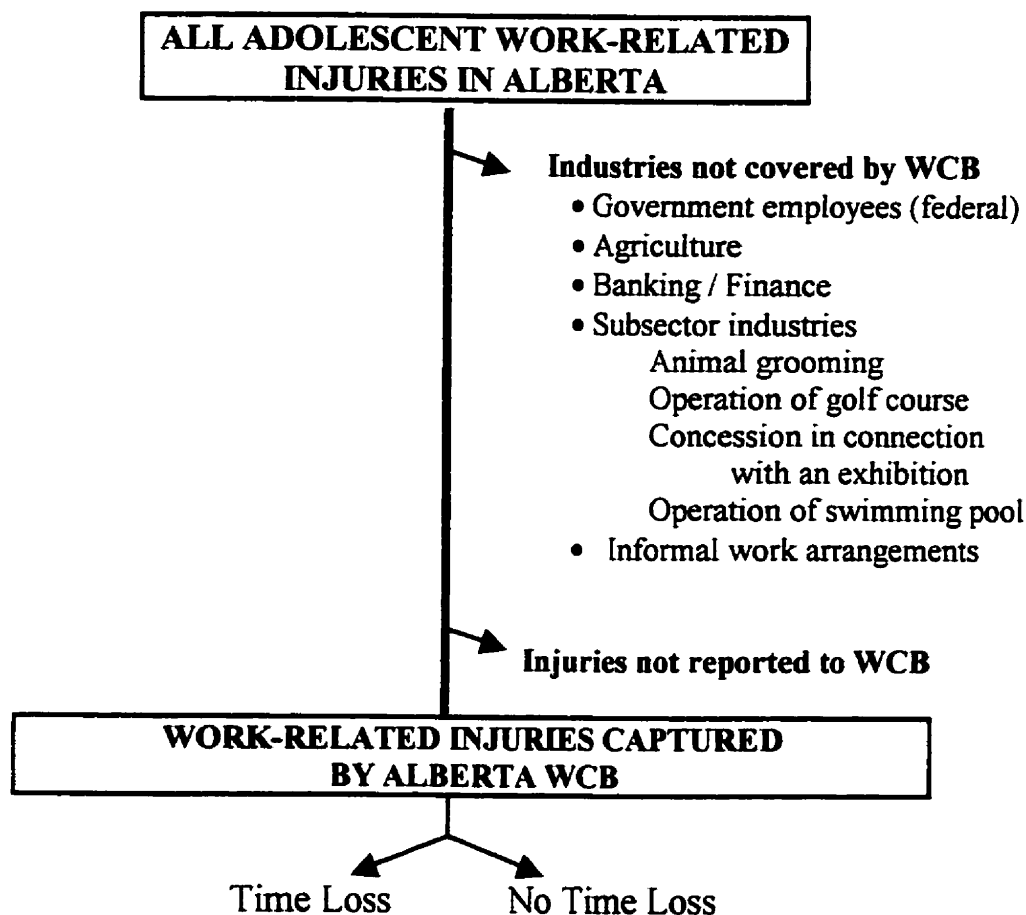 ALL ADOLESCENT WORK-RELATED
INJURIES IN ALBERTA
Industries not covered by WCB
• Government employees (federal)
• Agriculture
• Banking / Finance
• Subsector industries
Animal grooming
Operation of golf course
Concession in connection
with an exhibition
Operation of swimming pool
• Informal work arrangements
Injuries not reported to WCB
WORK-RELATED INJURIES CAPTURED
BY ALBERTA WCB
Time Loss No Time Loss